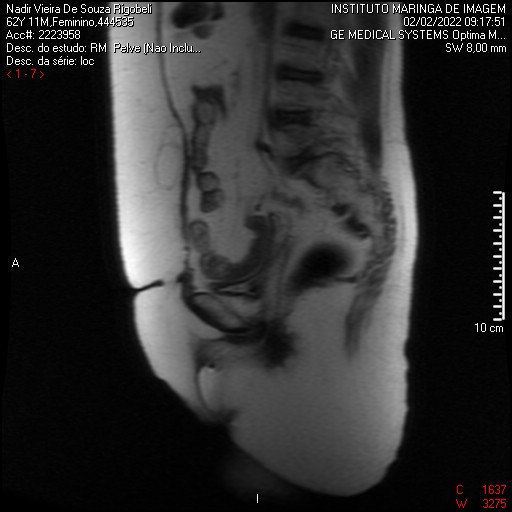 Nadir Vieira De Souza Rigobeli
62Y 11M,Feminino,444535
Acc#: 2223958
Desc. do estudo: RM  Pelve (Nao Inclu...
Desc. da série: loc
< 1 - 7 >
INSTITUTO MARINGA DE IMAGEM
02/02/2022 09:17:51
GE MEDICAL SYSTEMS Optima M...
SW 8,00 mm
A
10 cm
I
C 1637
W 3275